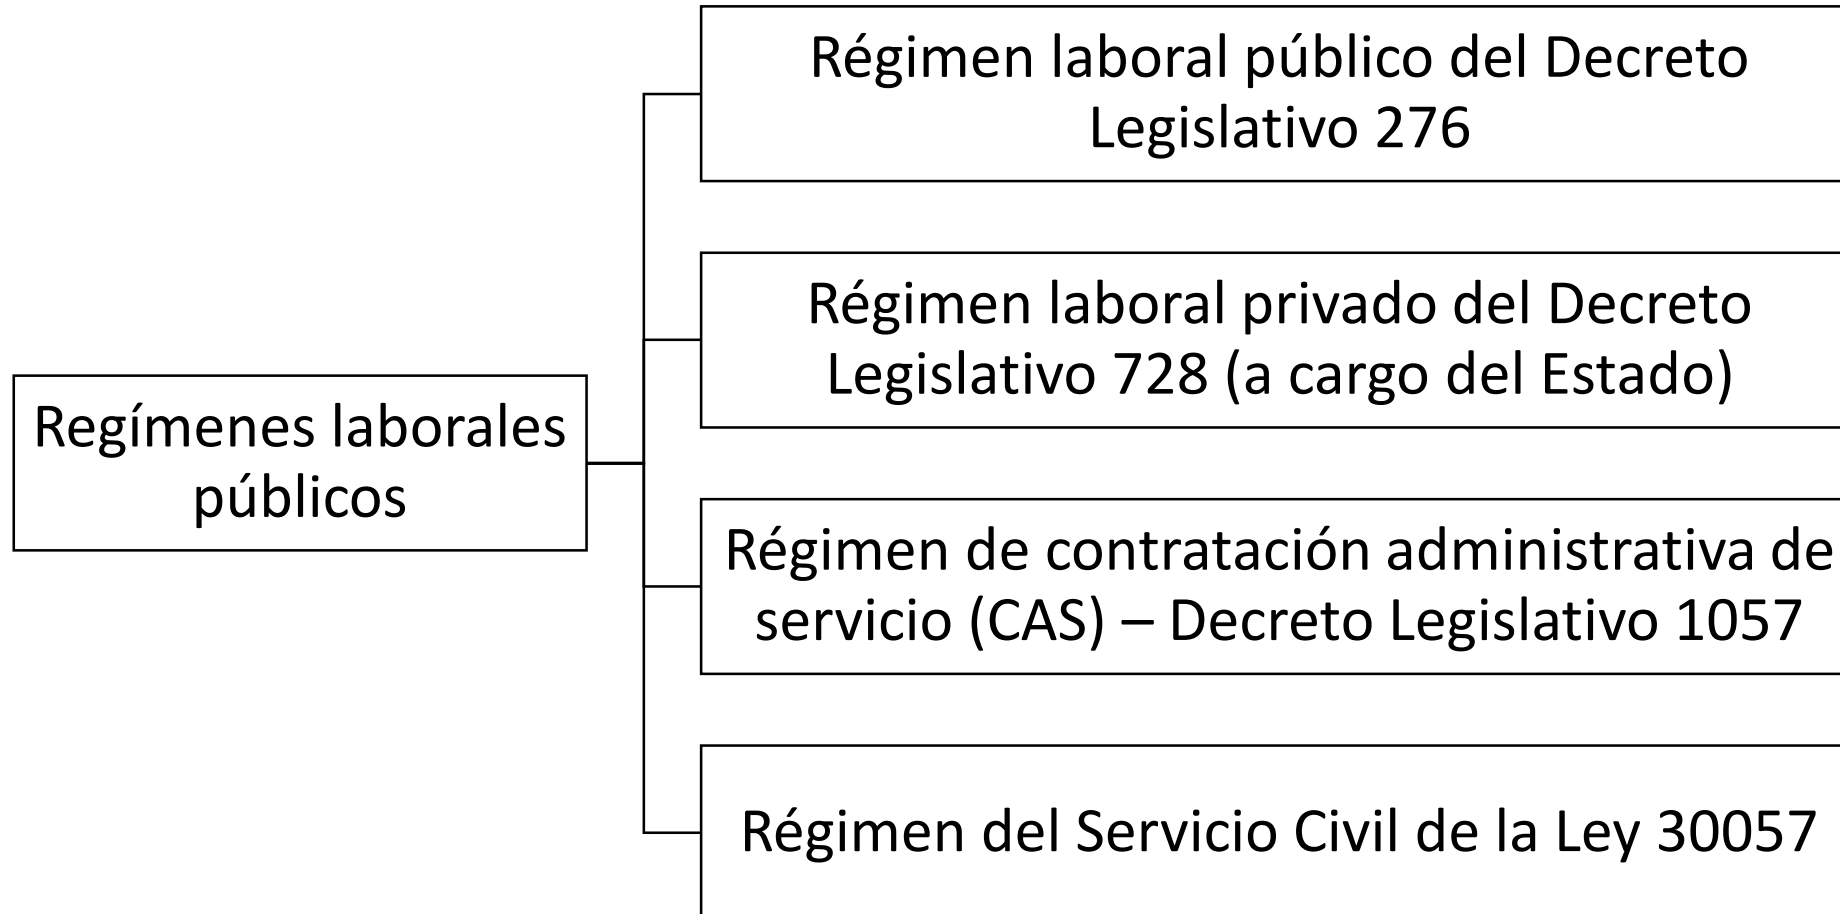 Régimen laboral público del Decreto
Legislativo 276
Régimen laboral privado del Decreto
Legislativo 728 (a cargo del Estado)
Regímenes laborales
públicos
Régimen de contratación administrativa de
servicio (CAS) – Decreto Legislativo 1057
Régimen del Servicio Civil de la Ley 30057